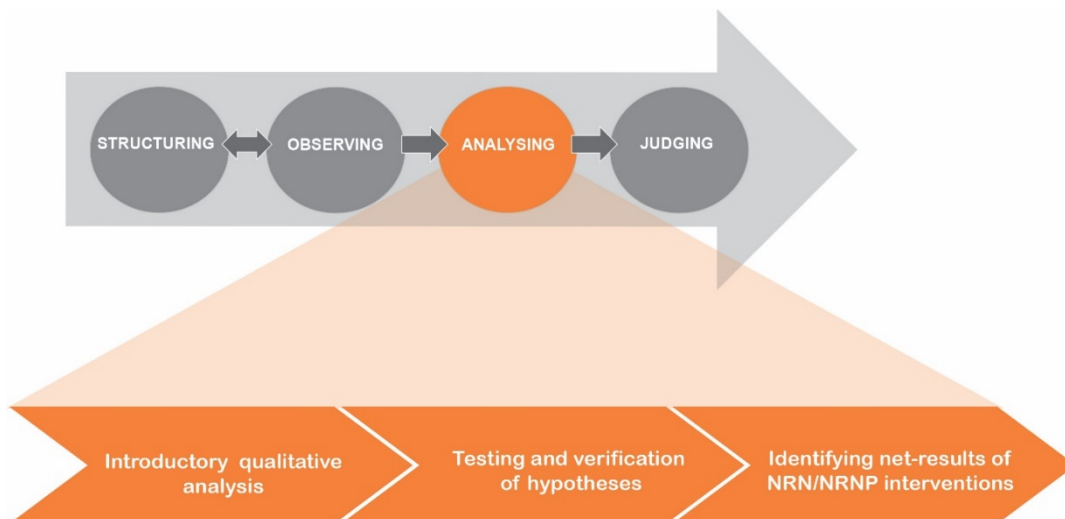 STRUCTURING
OBSERVING
ANALYSING
JUDGING
Introductory qualitative
analysis
Testing and verification
of hypotheses
Identifying net-results of
NRN/NRNP interventions